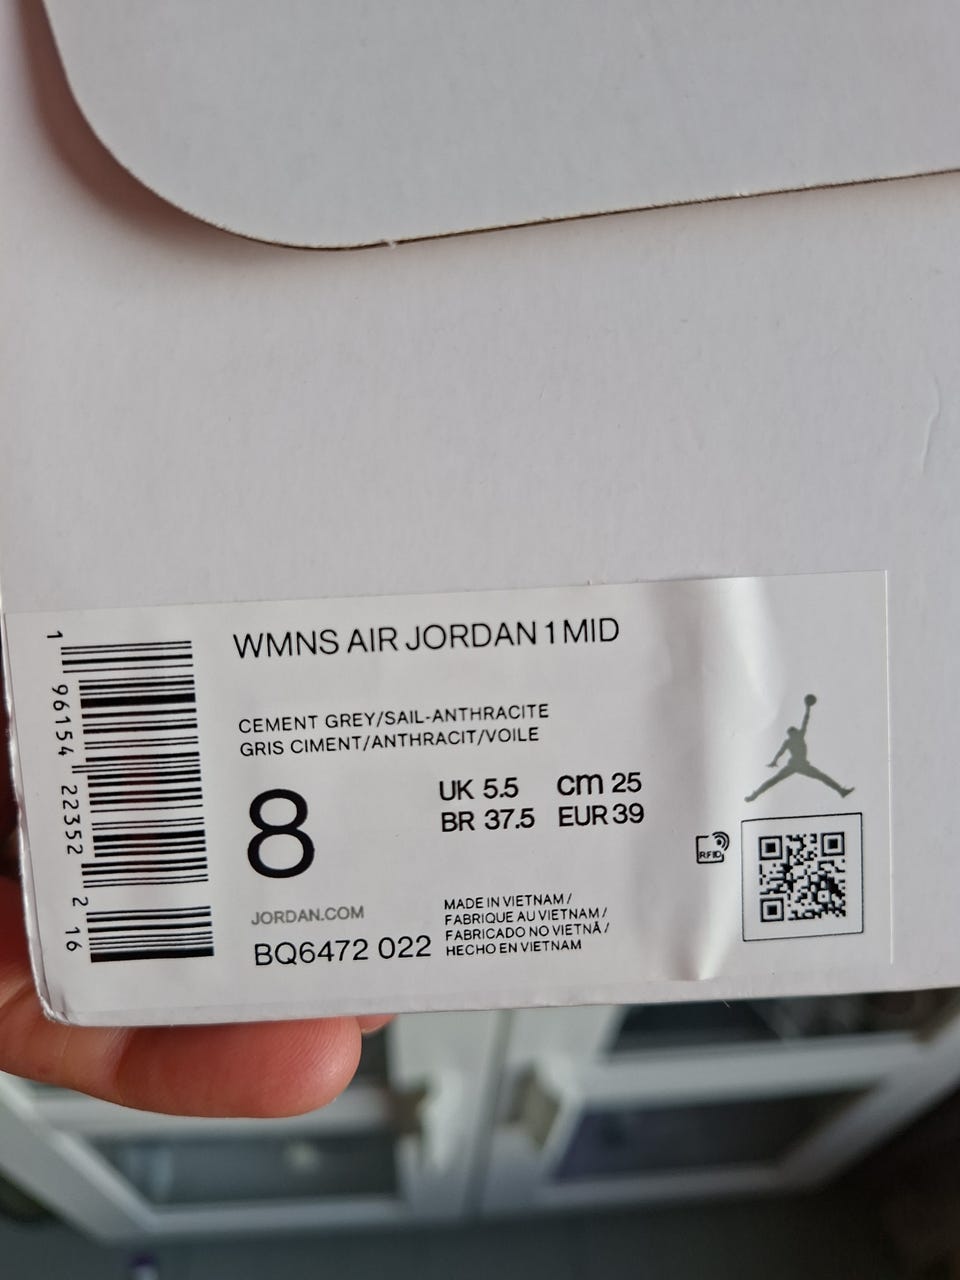 1
96154 22352 2 16
WMNS AIR JORDAN 1 MID
CEMENT GREY/SAIL-ANTHRACITE
GRIS CIMENT/ANTHRACIT/VOILE
8
UK 5.5 cm 25
BR 37.5 EUR 39
JORDAN.COM
BQ6472 022
MADE IN VIETNAM /
FABRIQUE AU VIETNAM /
FABRICADO NO VIETNÃ /
HECHO EN VIETNAM
RFID